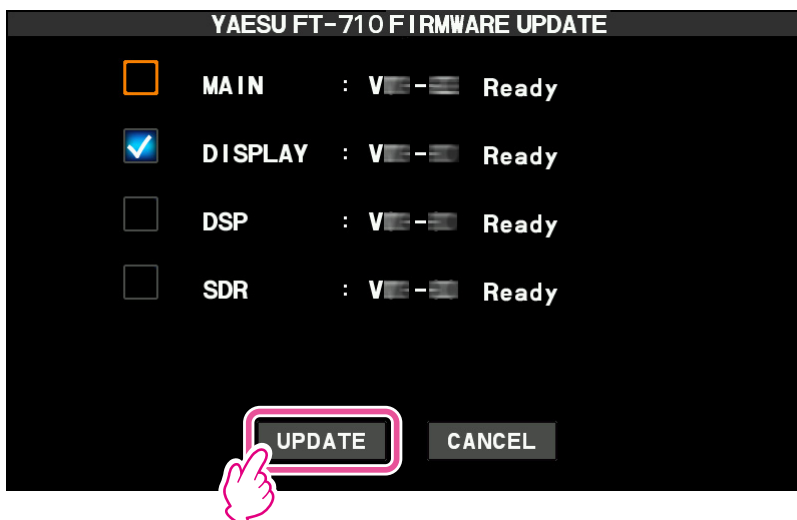 YAESU FT-710 FIRMWARE UPDATE
MAIN : V - Ready
DISPLAY : V - Ready
DSP : V - Ready
SDR : V - Ready
UPDATE CANCEL